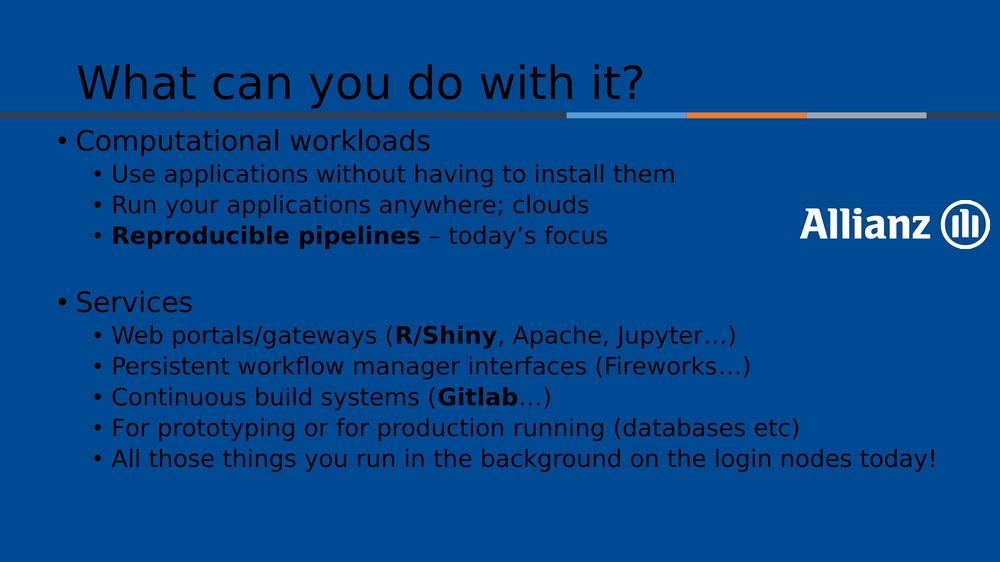 What can you do with it?
• Computational workloads
• Use applications without having to install them
• Run your applications anywhere; clouds
• Reproducible pipelines – today’s focus
Allianz
• Services
• Web portals/gateways (R/Shiny, Apache, Jupyter…)
• Persistent workflow manager interfaces (Fireworks…)
• Continuous build systems (Gitlab…)
• For prototyping or for production running (databases etc)
• All those things you run in the background on the login nodes today!